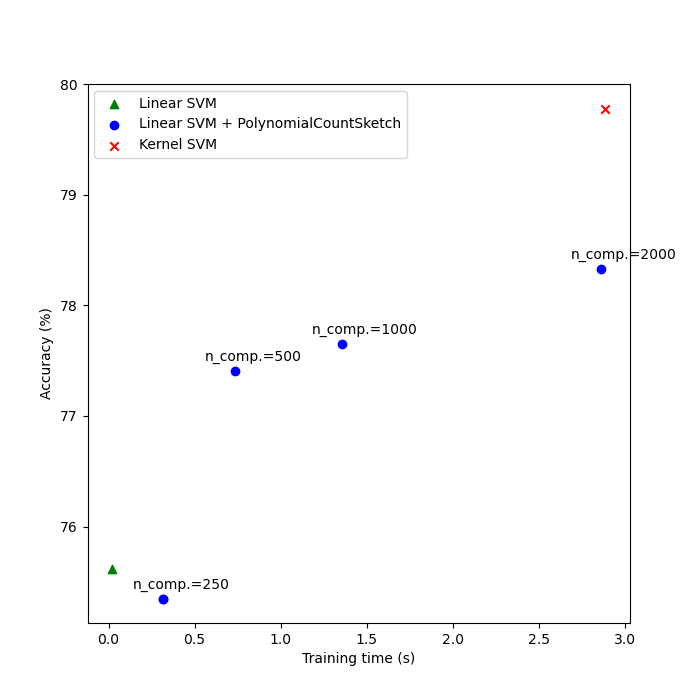 Linear SVM
Linear SVM + PolynomialCountSketch
Kernel SVM
80
79
78
77
76
Accuracy (%)
n_comp.=2000
n_comp.=1000
n_comp.=500
n_comp.=250
0.0 0.5 1.0 1.5 2.0 2.5 3.0
Training time (s)